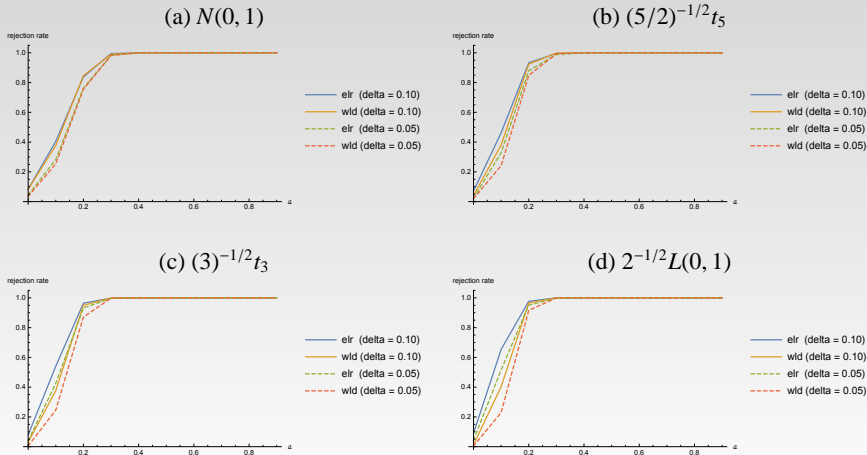 (a) N(0, 1)
rejection rate
1.0
0.8
0.6
0.4
0.2
0.2 0.4 0.6 0.8
a
elr (delta = 0.10)
wld (delta = 0.10)
elr (delta = 0.05)
wld (delta = 0.05)
(b) (5/2)^{-1/2}t_5
rejection rate
1.0
0.8
0.6
0.4
0.2
0.2 0.4 0.6 0.8
a
elr (delta = 0.10)
wld (delta = 0.10)
elr (delta = 0.05)
wld (delta = 0.05)
(c) (3)^{-1/2}t_3
rejection rate
1.0
0.8
0.6
0.4
0.2
0.2 0.4 0.6 0.8
a
elr (delta = 0.10)
wld (delta = 0.10)
elr (delta = 0.05)
wld (delta = 0.05)
(d) 2^{-1/2}L(0, 1)
rejection rate
1.0
0.8
0.6
0.4
0.2
0.2 0.4 0.6 0.8
a
elr (delta = 0.10)
wld (delta = 0.10)
elr (delta = 0.05)
wld (delta = 0.05)